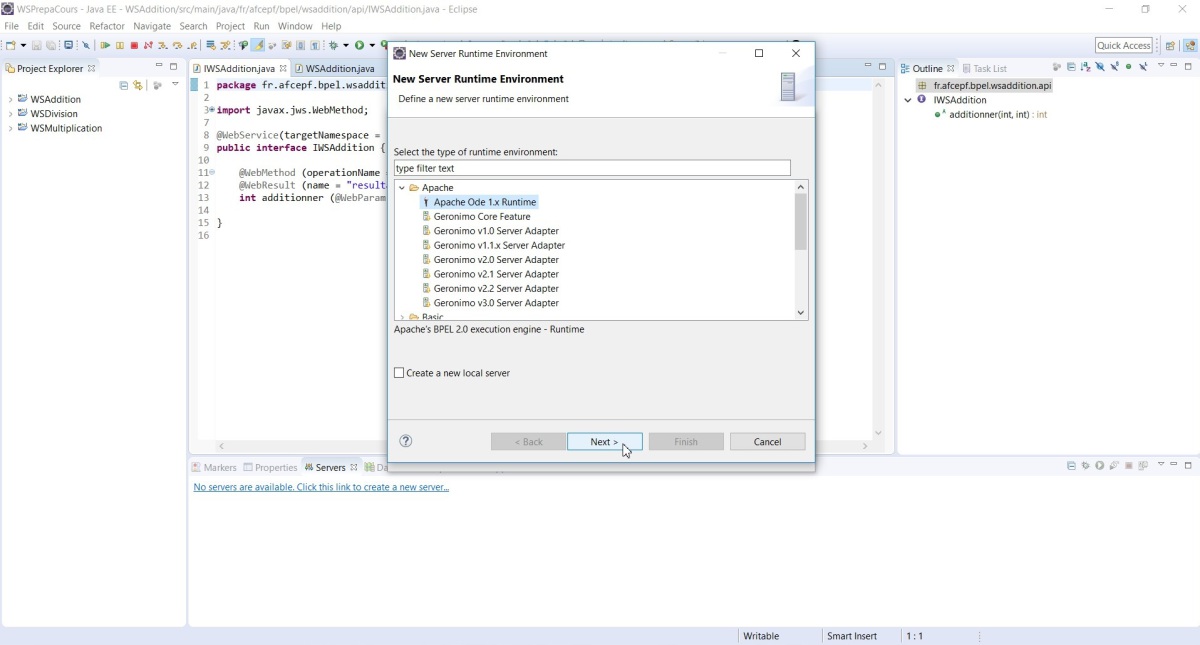 WSPrepaCours - Java EE - WSAddition/src/main/java/fr/afcepf/bpel/wsaddition/api/IWSAddition.java - Eclipse
File Edit Source Refactor Navigate Search Project Run Window Help
Quick Access
Project Explorer
WSAddition
WSDivision
WSMultiplication
IWSAddition.java
WSAddition.java
1 package fr.afcepf.bpel.wsaddit
2
3 import javax.jws.WebMethod;
7
8 @WebService(targetNamespace =
9 public interface IWSAddition {
10
11 @WebMethod (operationName
12 @WebResult (name = "result
13 int additionner (@WebParam
14
15 }
16
New Server Runtime Environment
New Server Runtime Environment
Define a new server runtime environment
Select the type of runtime environment:
type filter text
Apache
Apache Ode 1.x Runtime
Geronimo Core Feature
Geronimo v1.0 Server Adapter
Geronimo v1.1.x Server Adapter
Geronimo v2.0 Server Adapter
Geronimo v2.1 Server Adapter
Geronimo v2.2 Server Adapter
Geronimo v3.0 Server Adapter
Basic
Apache's BPEL 2.0 execution engine - Runtime
Create a new local server
? < Back Next > Finish Cancel
Outline Task List
fr.afcepf.bpel.wsaddition.api
IWSAddition
additionner(int, int) : int
Markers Properties Servers Da
No servers are available. Click this link to create a new server...
Writable Smart Insert 1 : 1